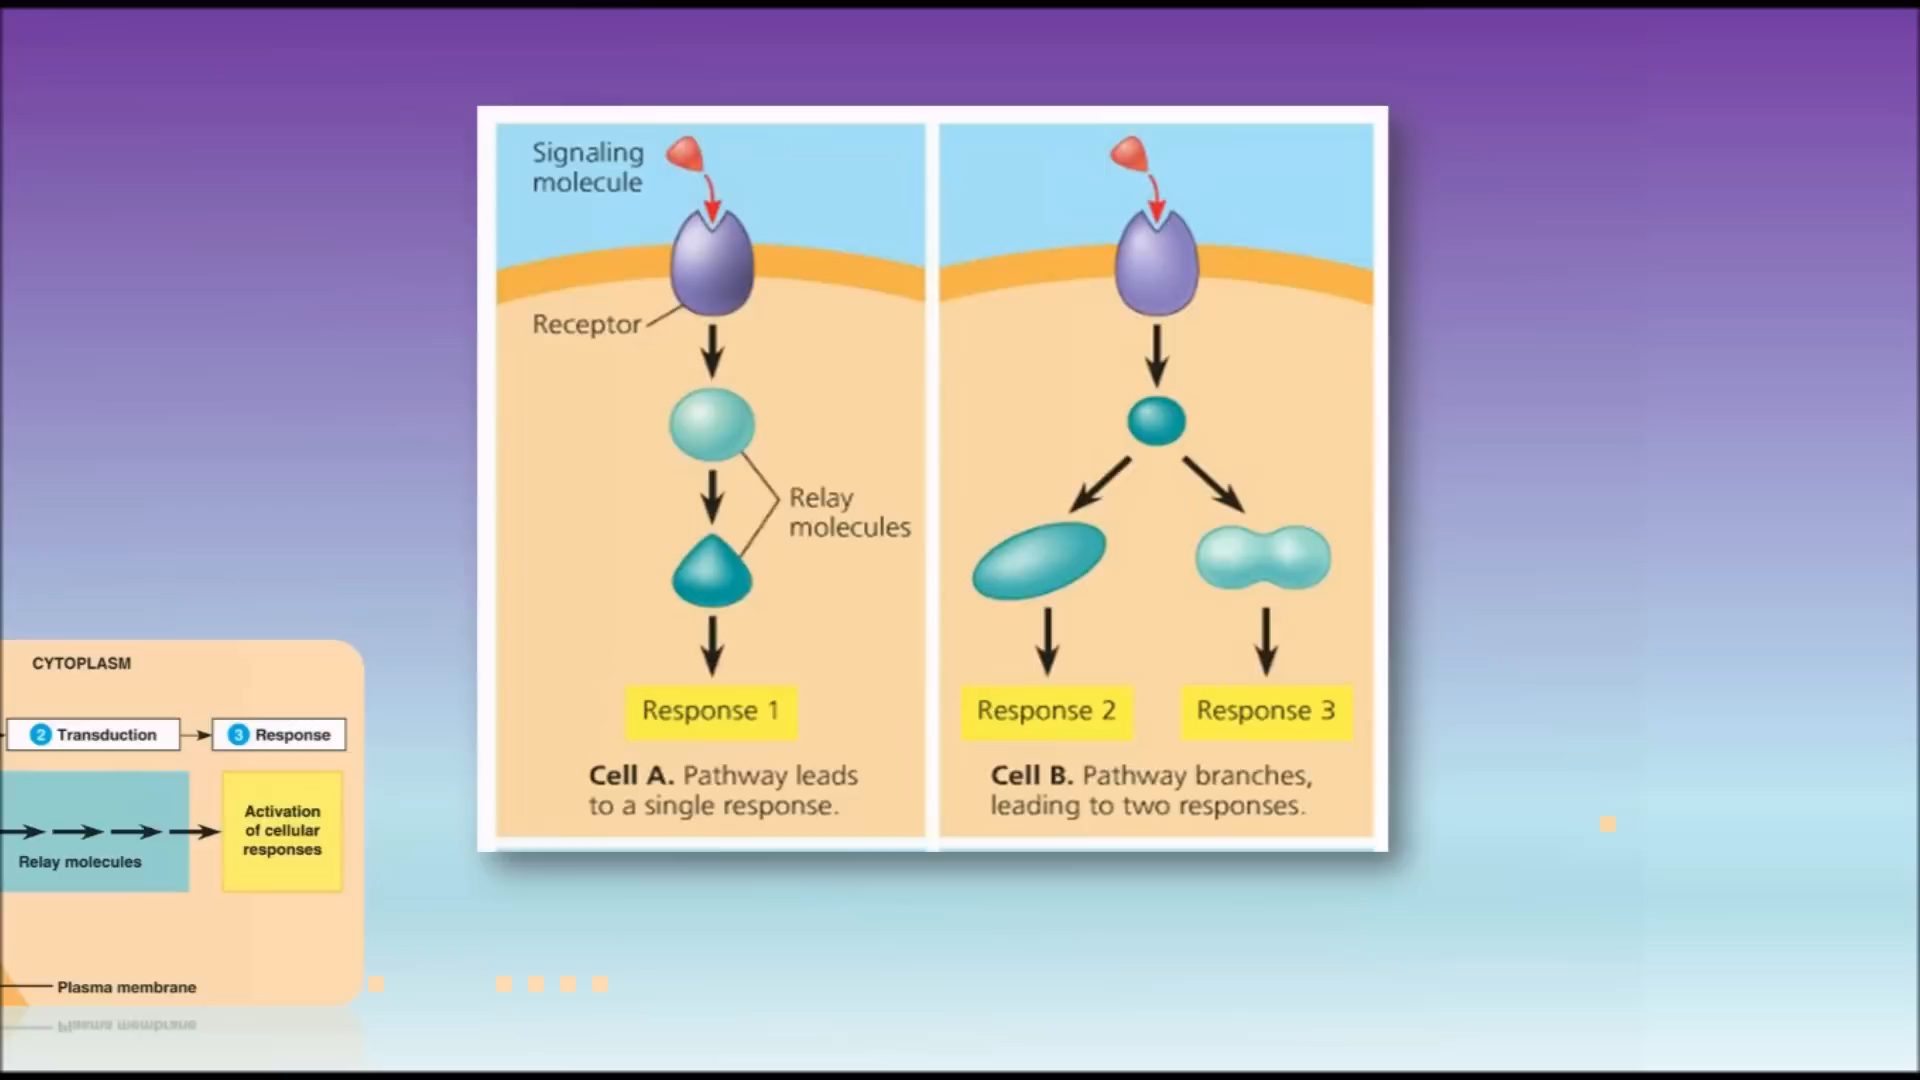 Signaling
molecule
Receptor
Relay
molecules
Response 1
Cell A. Pathway leads
to a single response.
Response 2
Response 3
Cell B. Pathway branches,
leading to two responses.
CYTOPLASM
2 Transduction
3 Response
Relay molecules
Activation
of cellular
responses
Plasma membrane